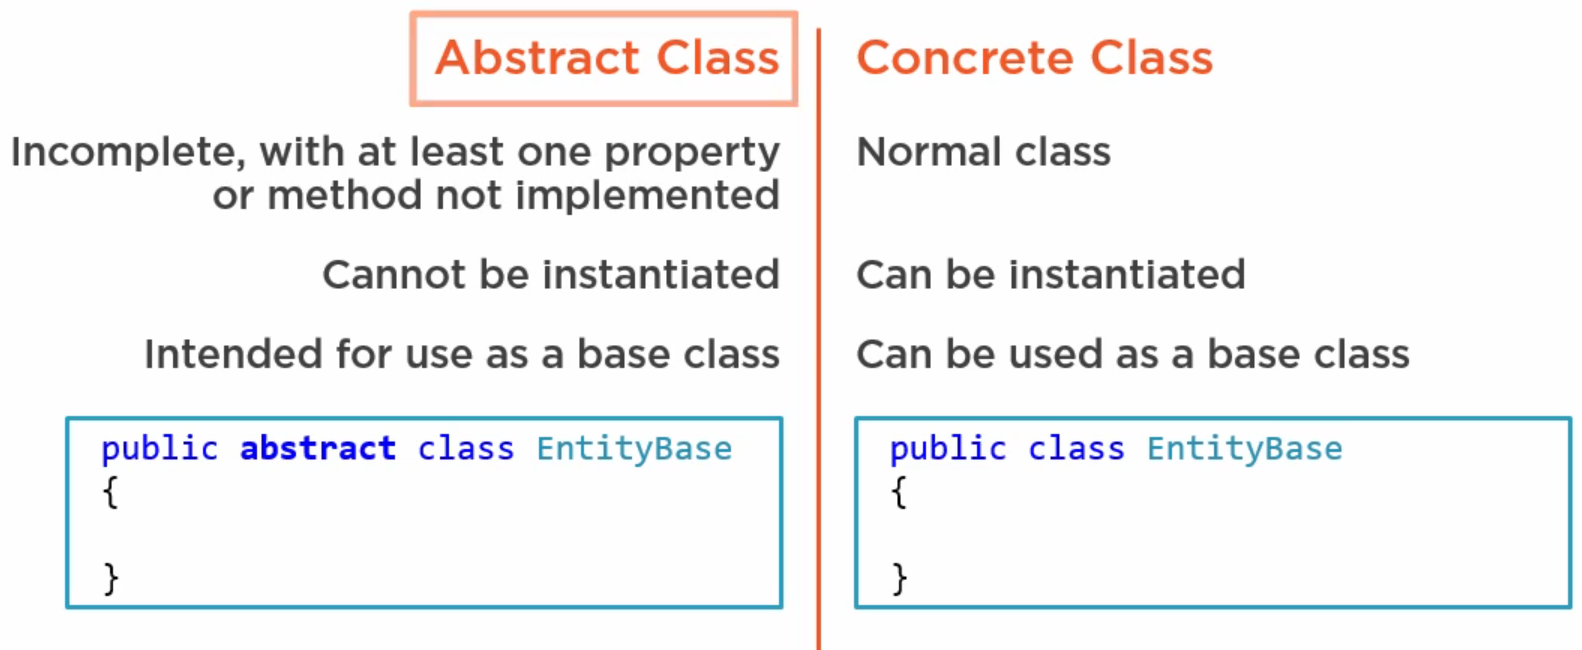 Abstract Class
Incomplete, with at least one property
or method not implemented
Cannot be instantiated
Intended for use as a base class
public abstract class EntityBase
{
}
Concrete Class
Normal class
Can be instantiated
Can be used as a base class
public class EntityBase
{
}